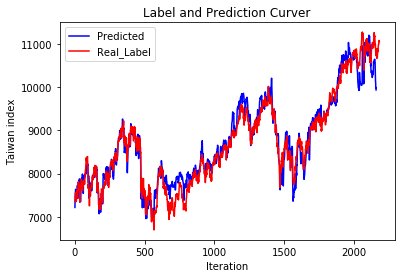 Label and Prediction Curver
Predicted
Real_Label
Taiwan Index
11000
10000
9000
8000
7000
0
500
1000
1500
2000
Iteration